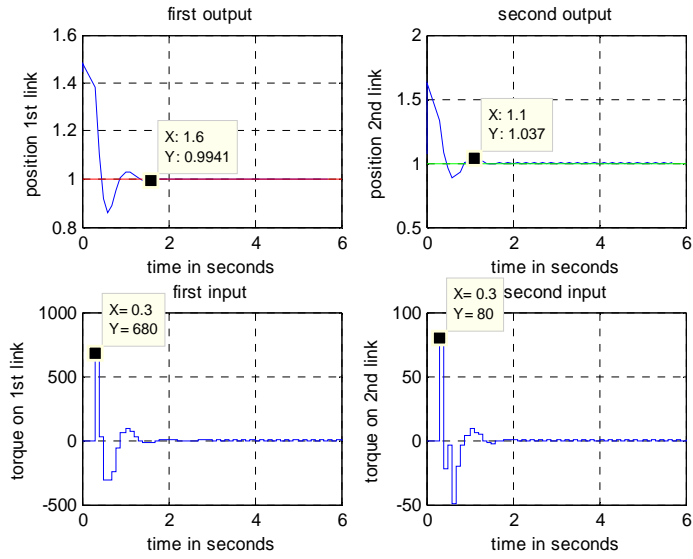 first output
1.6
1.4
1.2
1
0.8
position 1st link
X: 1.6
Y: 0.9941
0 2 4 6
time in seconds
second output
2
1.5
1
0.5
position 2nd link
X: 1.1
Y: 1.037
0 2 4 6
time in seconds
first input
1000
500
0
-500
torque on 1st link
X= 0.3
Y= 680
0 2 4 6
time in seconds
second input
100
50
0
50
torque on 2nd link
X= 0.3
Y= 80
0 2 4 6
time in seconds